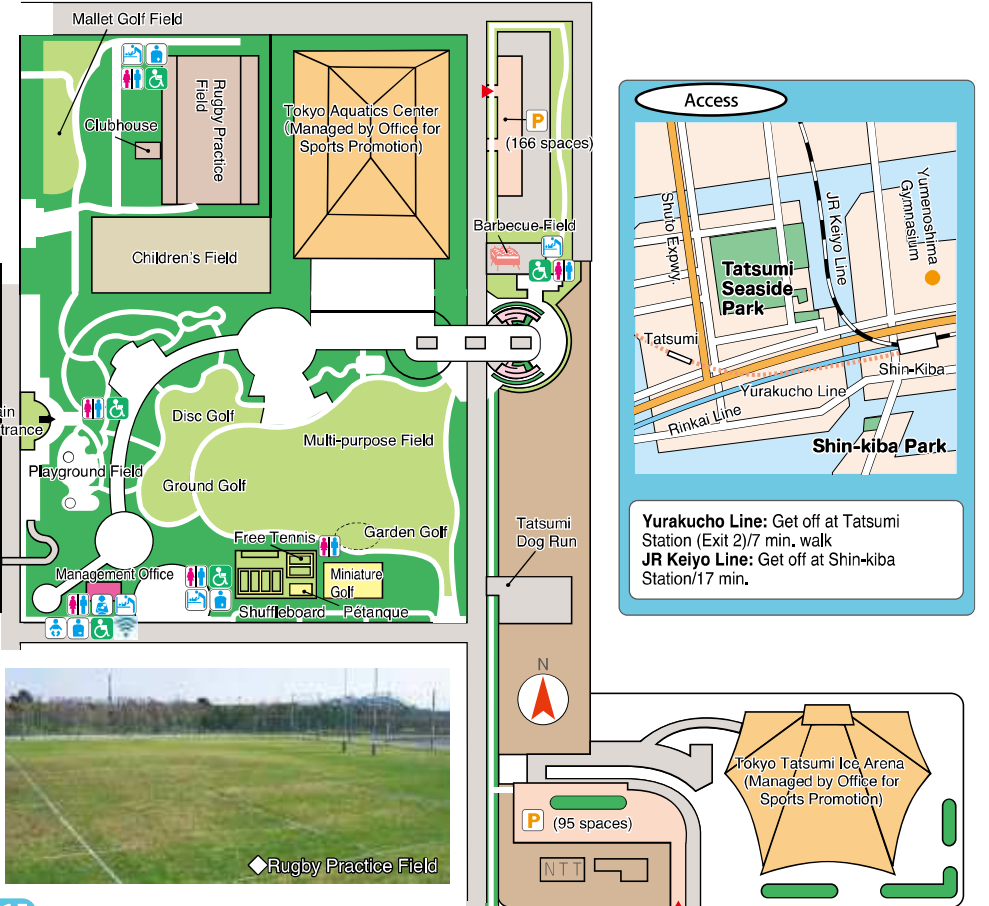 Mallet Golf Field
Rugby Practice
Field
Clubhouse
Tokyo Aquatics Center
(Managed by Office for
Sports Promotion)
P
(166 spaces)
Barbecue Field
Children's Field
Disc Golf
Multi-purpose Field
Playground Field
Ground Golf
Free Tennis
Garden Golf
Management Office
Miniature
Golf
Shuffleboard
Pétanque
Tatsumi
Dog Run
N
Access
Shuto Expwy.
JR Keiyo Line
Yumenoshima
Gymnasium
Tatsumi
Seaside
Park
Tatsumi
Shin-Kiba
Yurakucho Line
Rinkai Line
Shin-kiba Park
Yurakucho Line: Get off at Tatsumi
Station (Exit 2)/7 min. walk
JR Keiyo Line: Get off at Shin-kiba
Station/17 min.
◆Rugby Practice Field
P
(95 spaces)
NTT
Tokyo Tatsumi Ice Arena
(Managed by Office for
Sports Promotion)